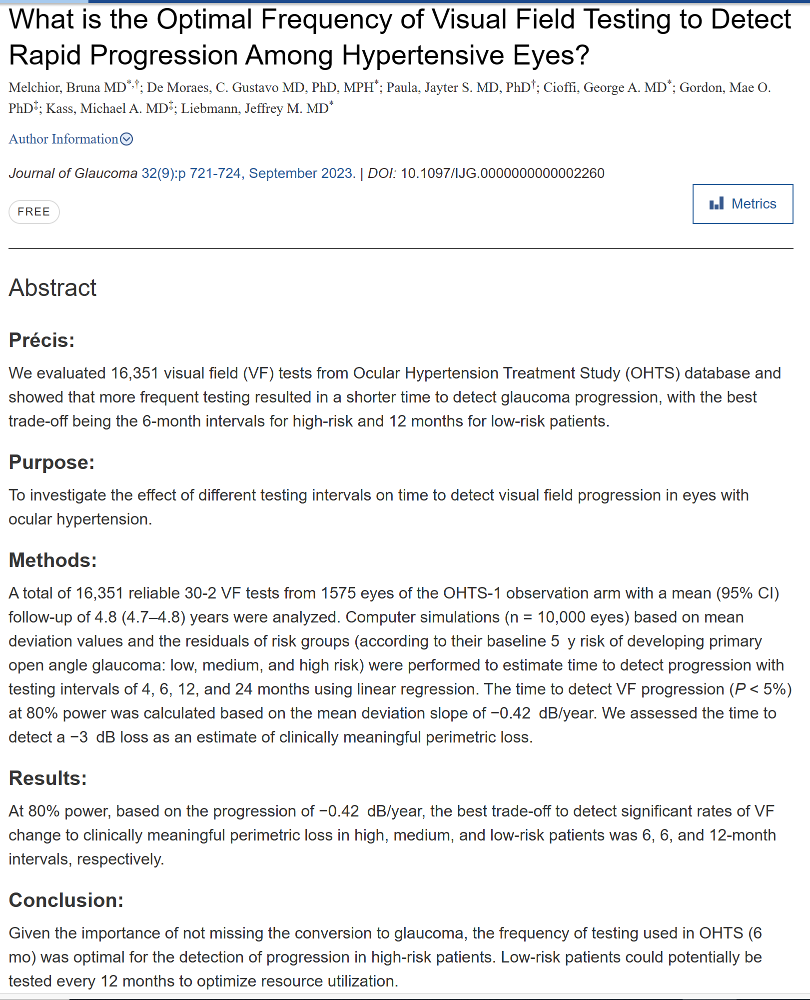 What is the Optimal Frequency of Visual Field Testing to Detect
Rapid Progression Among Hypertensive Eyes?
Melchior, Bruna MD*,†; De Moraes, C. Gustavo MD, PhD, MPH*; Paula, Jayter S. MD, PhD†; Cioffi, George A. MD*; Gordon, Mae O.
PhD‡; Kass, Michael A. MD‡; Liebmann, Jeffrey M. MD*
Author Information
Journal of Glaucoma 32(9):p 721-724, September 2023. | DOI: 10.1097/IJG.0000000000002260
FREE
Metrics
Abstract
Précis:
We evaluated 16,351 visual field (VF) tests from Ocular Hypertension Treatment Study (OHTS) database and
showed that more frequent testing resulted in a shorter time to detect glaucoma progression, with the best
trade-off being the 6-month intervals for high-risk and 12 months for low-risk patients.
Purpose:
To investigate the effect of different testing intervals on time to detect visual field progression in eyes with
ocular hypertension.
Methods:
A total of 16,351 reliable 30-2 VF tests from 1575 eyes of the OHTS-1 observation arm with a mean (95% CI)
follow-up of 4.8 (4.7–4.8) years were analyzed. Computer simulations (n = 10,000 eyes) based on mean
deviation values and the residuals of risk groups (according to their baseline 5 y risk of developing primary
open angle glaucoma: low, medium, and high risk) were performed to estimate time to detect progression with
testing intervals of 4, 6, 12, and 24 months using linear regression. The time to detect VF progression (P < 5%)
at 80% power was calculated based on the mean deviation slope of −0.42 dB/year. We assessed the time to
detect a −3 dB loss as an estimate of clinically meaningful perimetric loss.
Results:
At 80% power, based on the progression of −0.42 dB/year, the best trade-off to detect significant rates of VF
change to clinically meaningful perimetric loss in high, medium, and low-risk patients was 6, 6, and 12-month
intervals, respectively.
Conclusion:
Given the importance of not missing the conversion to glaucoma, the frequency of testing used in OHTS (6
mo) was optimal for the detection of progression in high-risk patients. Low-risk patients could potentially be
tested every 12 months to optimize resource utilization.